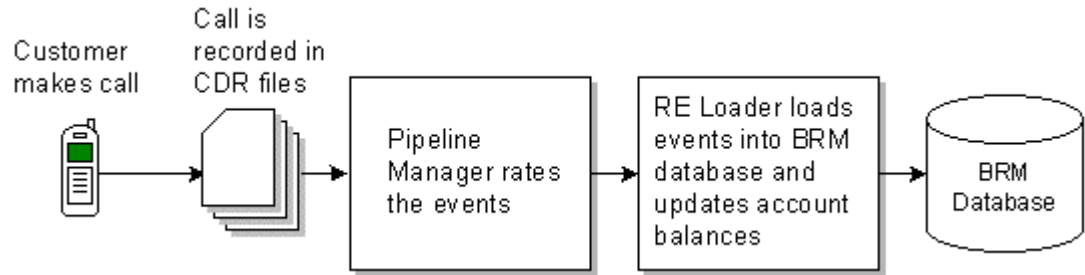 Customer
makes call
Call is
recorded in
CDR files
Pipeline
Manager rates
the events
RE Loader loads
events into BRM
database and
updates account
balances
BRM
Database